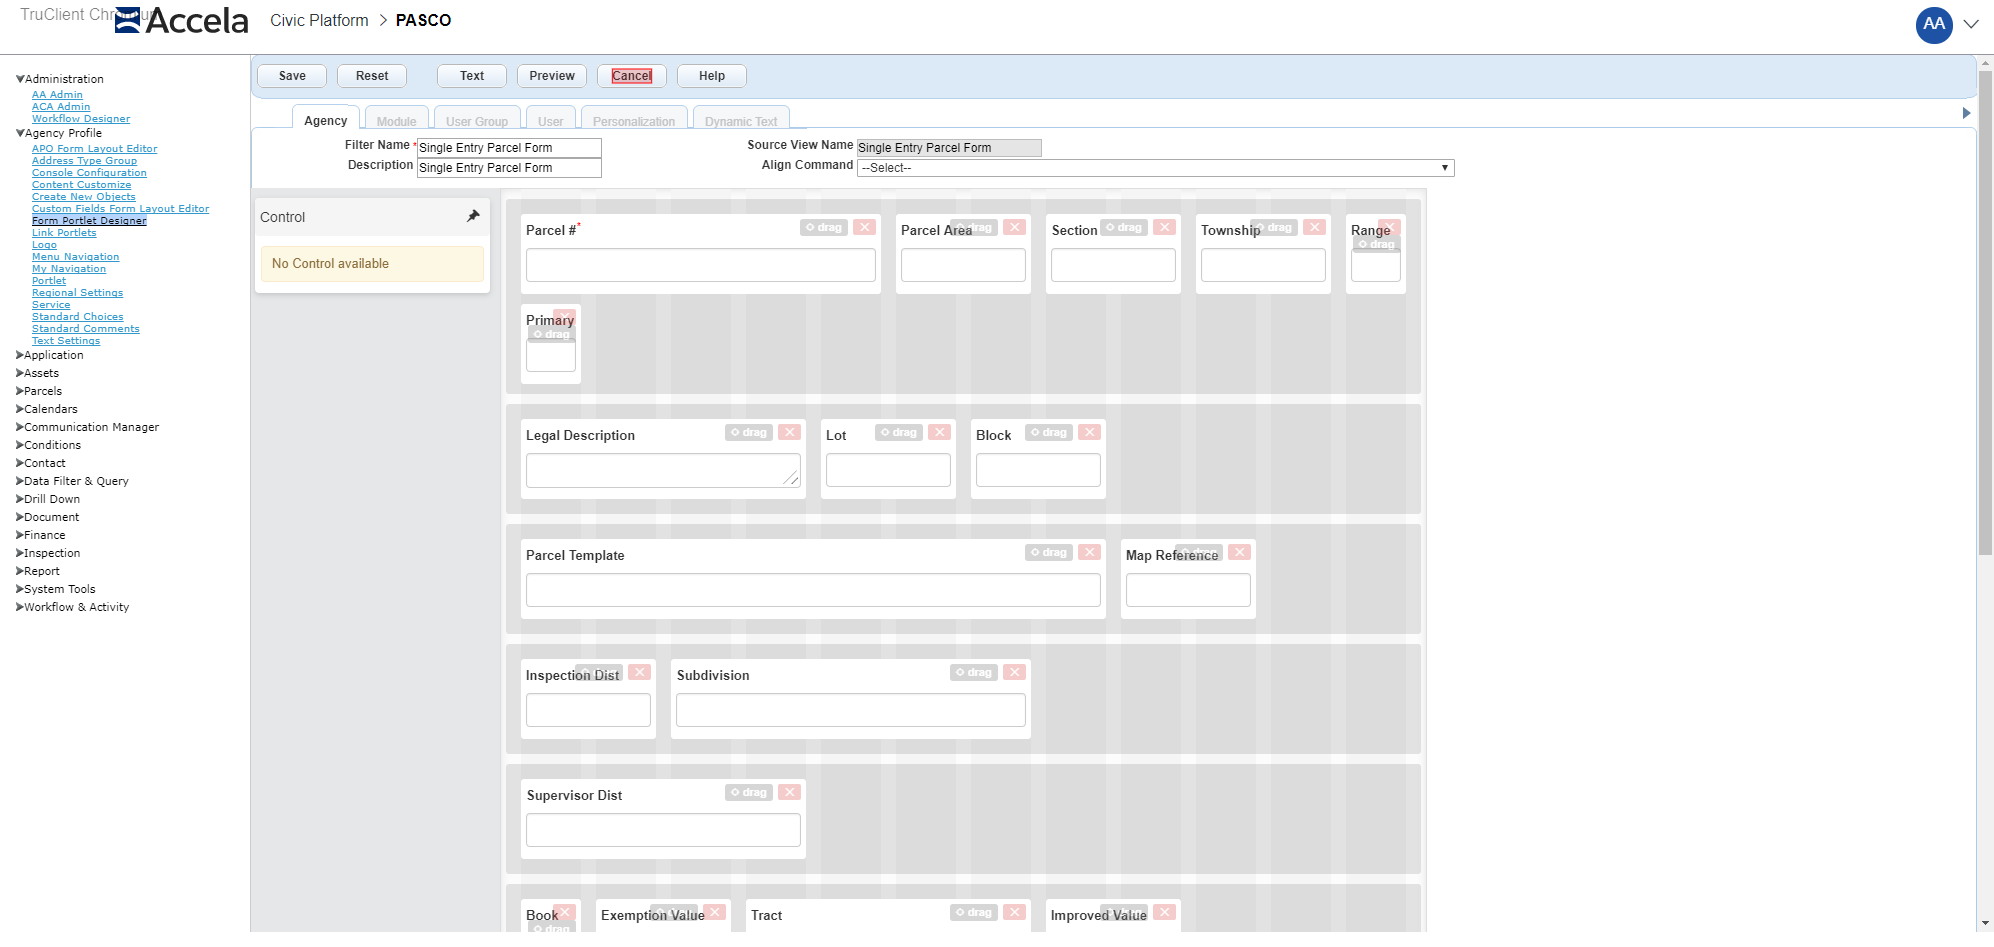 TruClient Chromium
Accela
Civic Platform > PASCO
AA
Administration
AA Admin
ACA Admin
Workflow Designer
Agency Profile
APO Form Layout Editor
Address Type Group
Console Configuration
Content Customize
Create New Objects
Custom Fields Form Layout Editor
Form Portlet Designer
Link Portlets
Logo
Menu Navigation
My Navigation
Portlet
Regional Settings
Service
Standard Choices
Standard Comments
Text Settings
Application
Assets
Parcels
Calendars
Communication Manager
Conditions
Contact
Data Filter & Query
Drill Down
Document
Finance
Inspection
Report
System Tools
Workflow & Activity
Save Reset Text Preview Cancel Help
Agency Module User Group User Personalization Dynamic Text
Filter Name * Single Entry Parcel Form Source View Name Single Entry Parcel Form
Description Single Entry Parcel Form Align Command --Select--
Control
No Control available
Parcel #* drag Parcel Area drag Section drag Township drag Range
drag
Primary
drag
Legal Description drag Lot drag Block drag
Parcel Template drag Map Reference drag
Inspection Dist drag Subdivision drag
Supervisor Dist drag
Book Exemption Value drag Tract drag Improved Value drag
drag